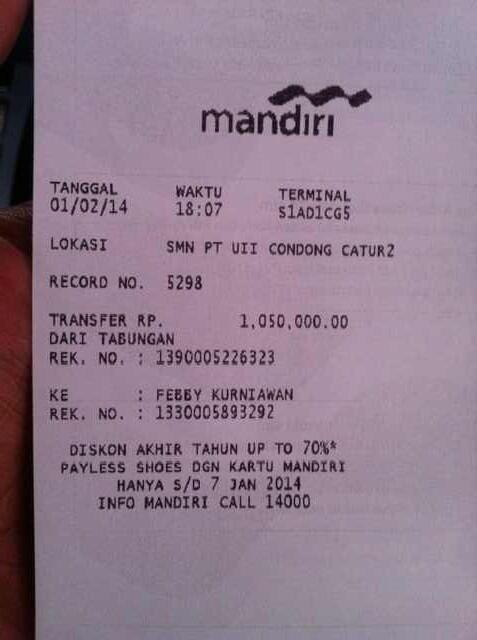 mandiri
TANGGAL WAKTU TERMINAL
01/02/14 18:07 S1AD1CG5
LOKASI SMN PT UII CONDONG CATUR2
RECORD NO. 5298
TRANSFER RP. 1,050,000.00
DARI TABUNGAN
REK. NO. : 1390005226323
KE : FEBBY KURNIAWAN
REK. NO. : 1330005893292
DISKON AKHIR TAHUN UP TO 70%*
PAYLESS SHOES DGN KARTU MANDIRI
HANYA S/D 7 JAN 2014
INFO MANDIRI CALL 14000